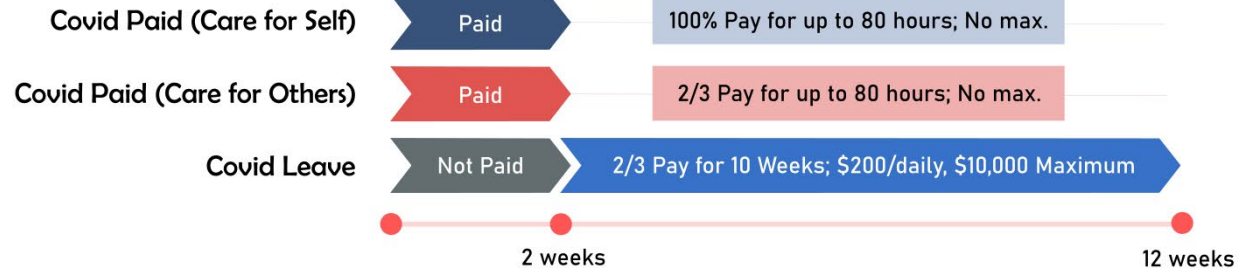 Covid Paid (Care for Self) Paid 100% Pay for up to 80 hours; No max.
Covid Paid (Care for Others) Paid 2/3 Pay for up to 80 hours; No max.
Covid Leave Not Paid 2/3 Pay for 10 Weeks; $200/daily, $10,000 Maximum
2 weeks 12 weeks